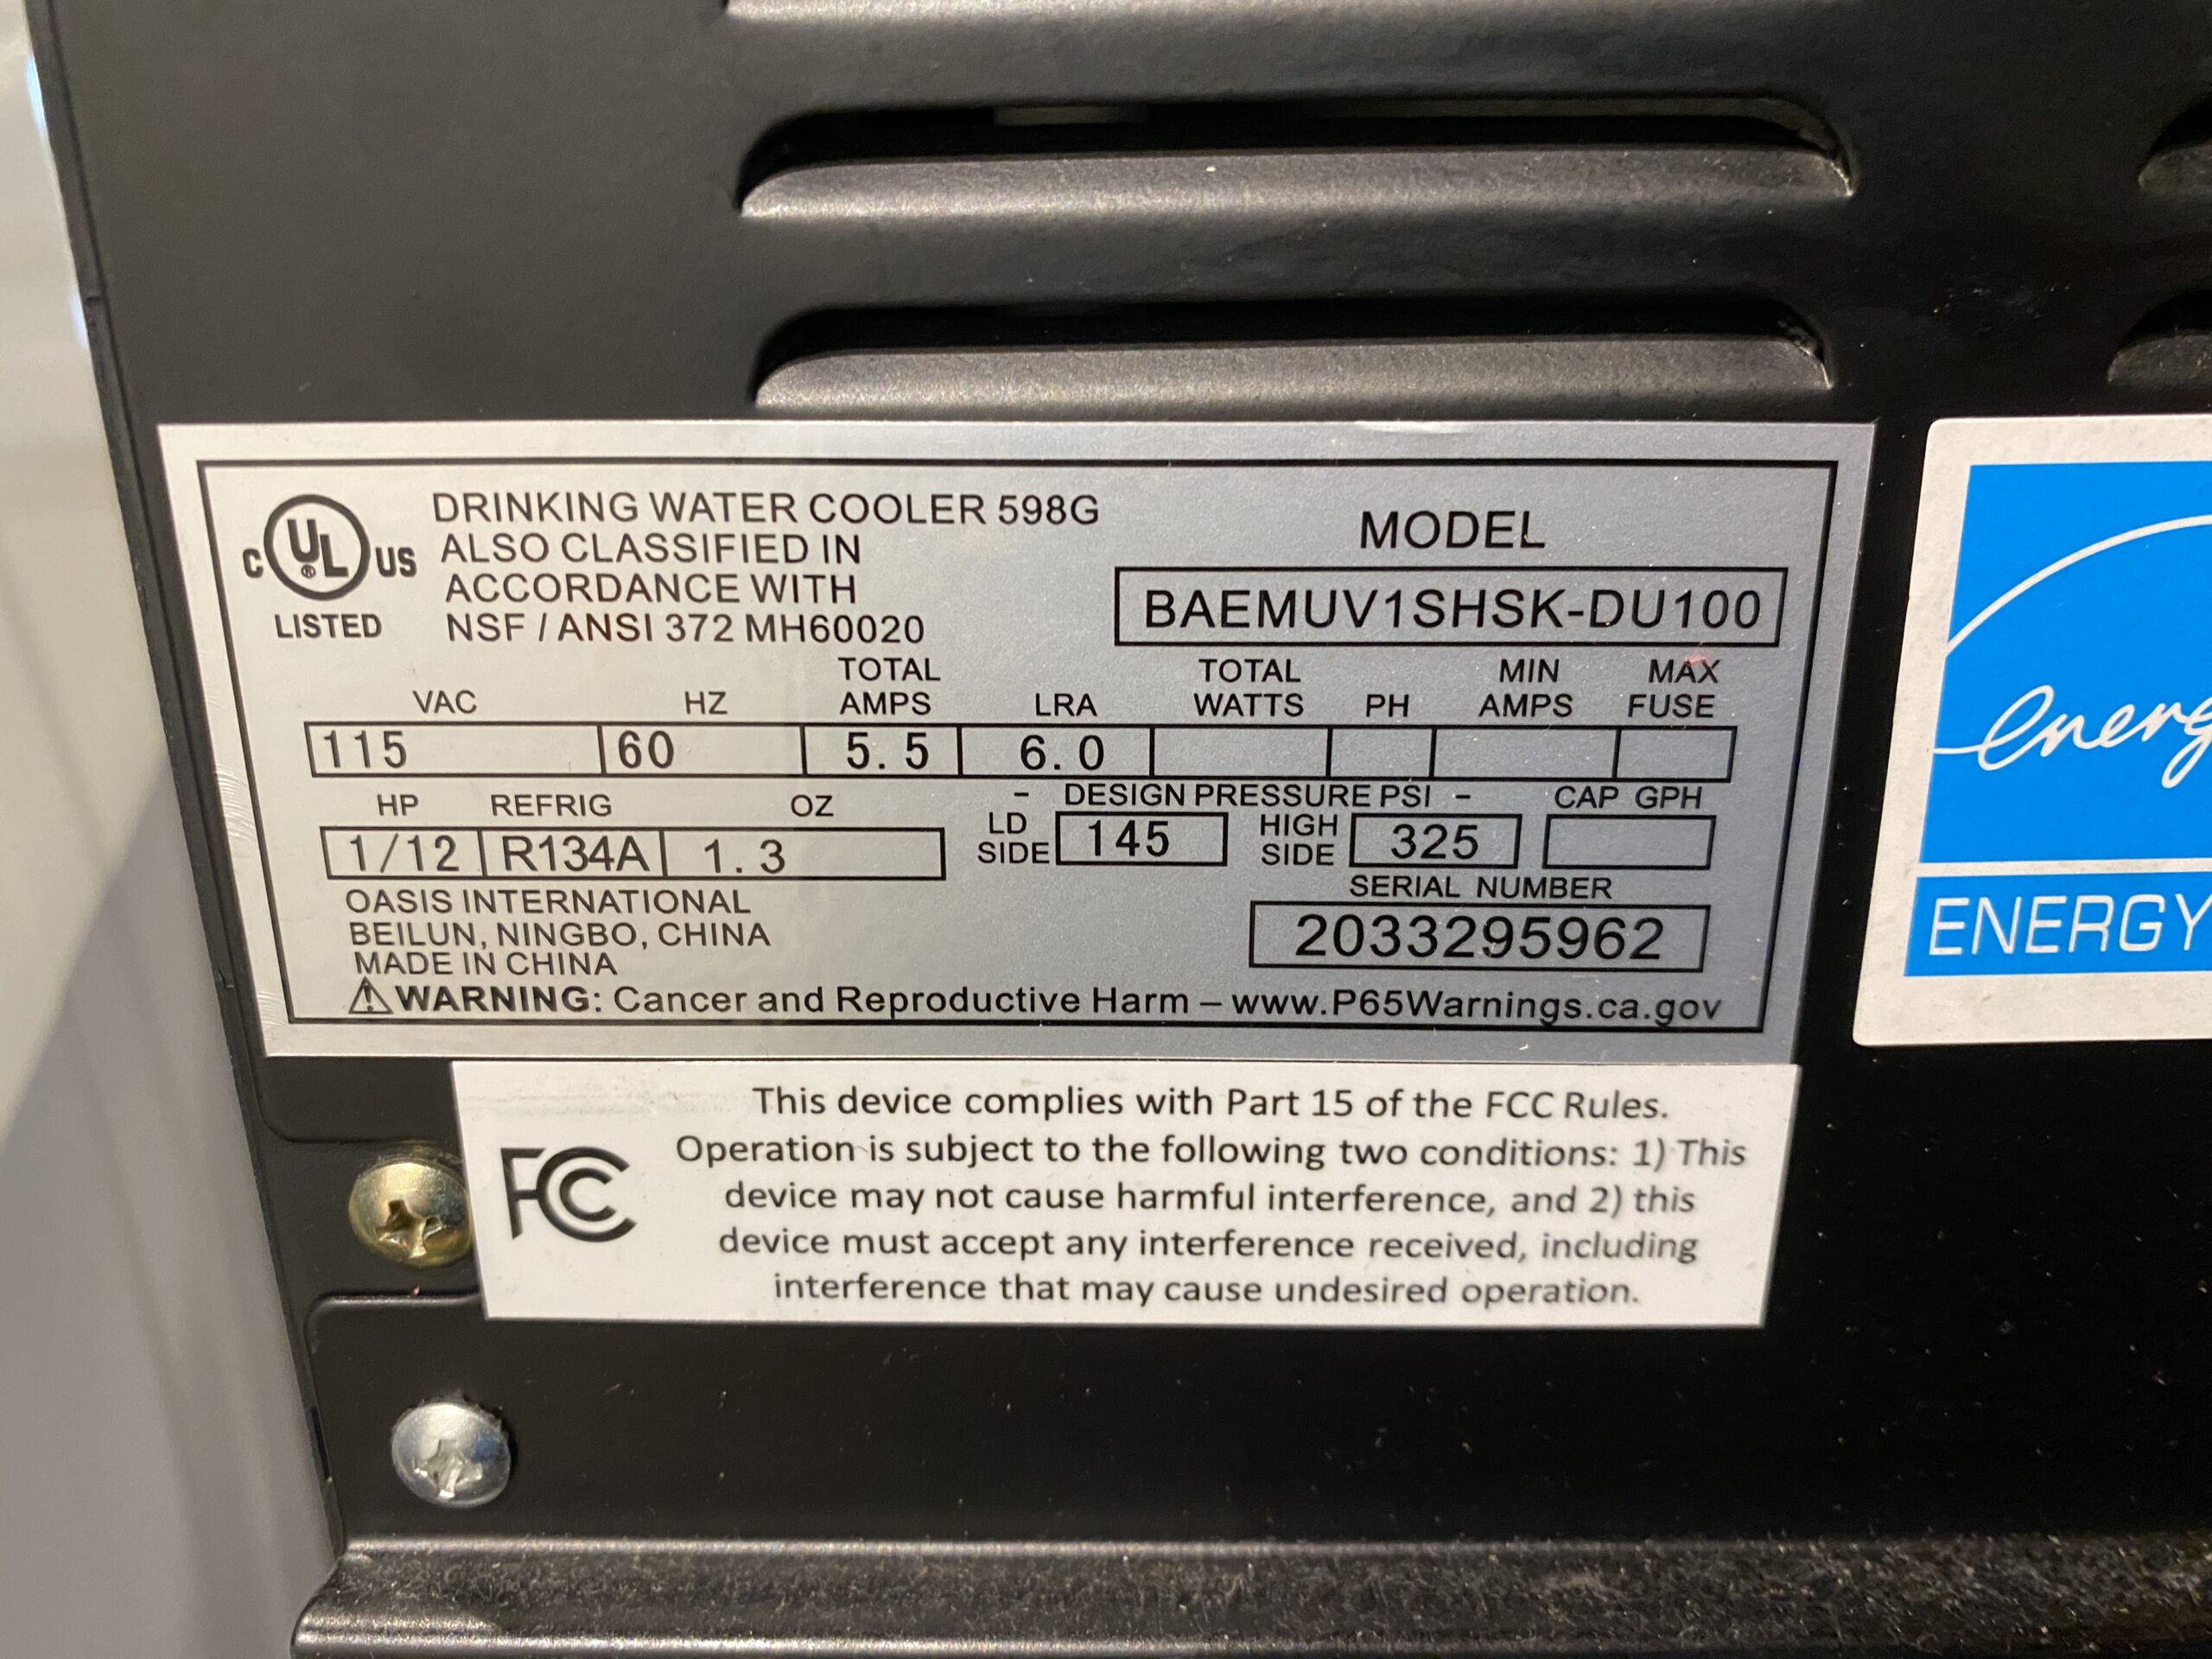 C UL ® US
LISTED
DRINKING WATER COOLER 598G
ALSO CLASSIFIED IN
ACCORDANCE WITH
NSF / ANSI 372 MH60020
MODEL
BAEMUV1SHSK-DU100
VAC HZ TOTAL AMPS LRA TOTAL WATTS PH MIN AMPS MAX FUSE
115 60 5.5 6.0
HP REFRIG OZ
1/12 R134A 1.3
- DESIGN PRESSURE PSI - CAP GPH
LD SIDE 145 HIGH SIDE 325
OASIS INTERNATIONAL
BEILUN, NINGBO, CHINA
MADE IN CHINA
SERIAL NUMBER
2033295962
⚠ WARNING: Cancer and Reproductive Harm – www.P65Warnings.ca.gov
FCC
This device complies with Part 15 of the FCC Rules.
Operation is subject to the following two conditions: 1) This
device may not cause harmful interference, and 2) this
device must accept any interference received, including
interference that may cause undesired operation.
energ
ENERGY